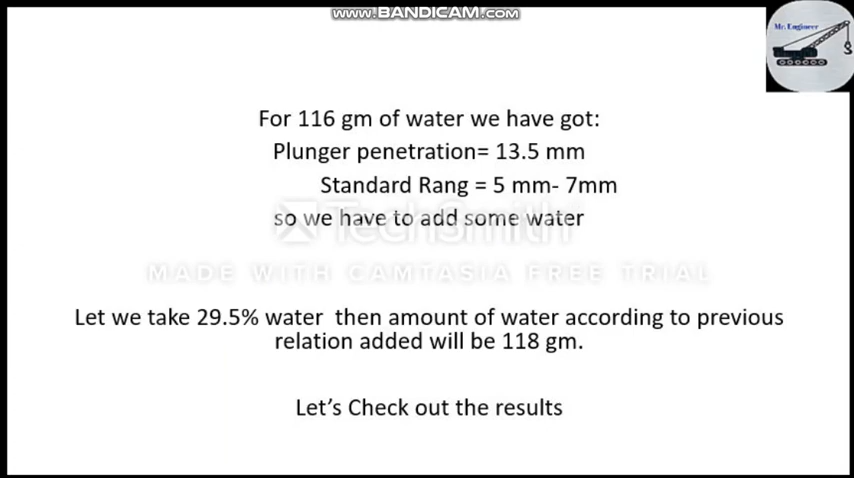 www.BANDICAM.com
Mr. Engineer
For 116 gm of water we have got:
Plunger penetration= 13.5 mm
Standard Rang = 5 mm- 7mm
so we have to add some water
TechSmith
MADE WITH CAMTASIA FREE TRIAL
Let we take 29.5% water then amount of water according to previous
relation added will be 118 gm.
Let’s Check out the results